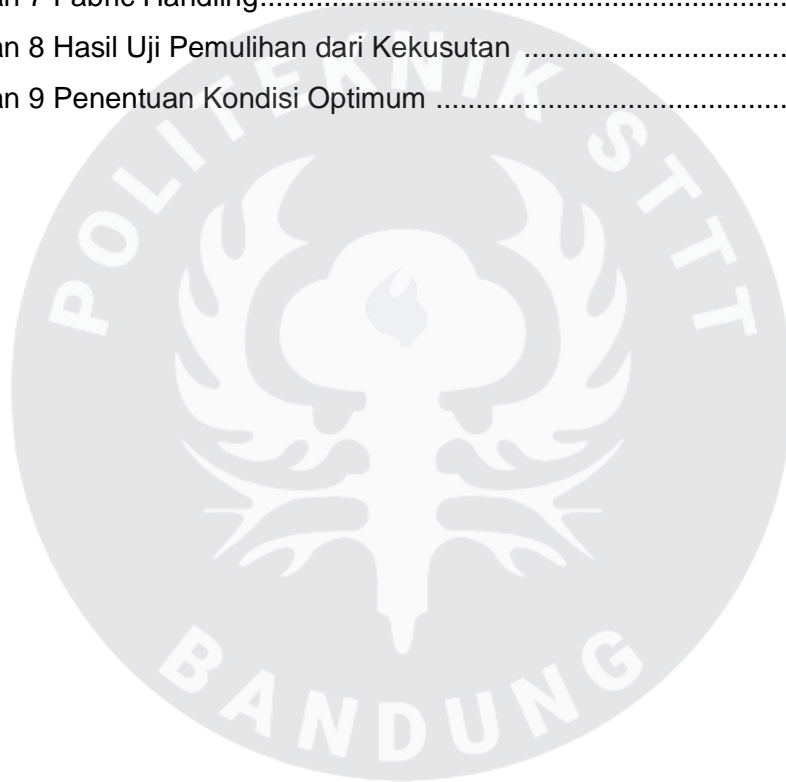 an 7 Fabric Handling..............................................................
an 8 Hasil Uji Pemulihan dari Kekusutan ................................
an 9 Penentuan Kondisi Optimum ...........................................
POLITEKNIK STTT
BANDUNG